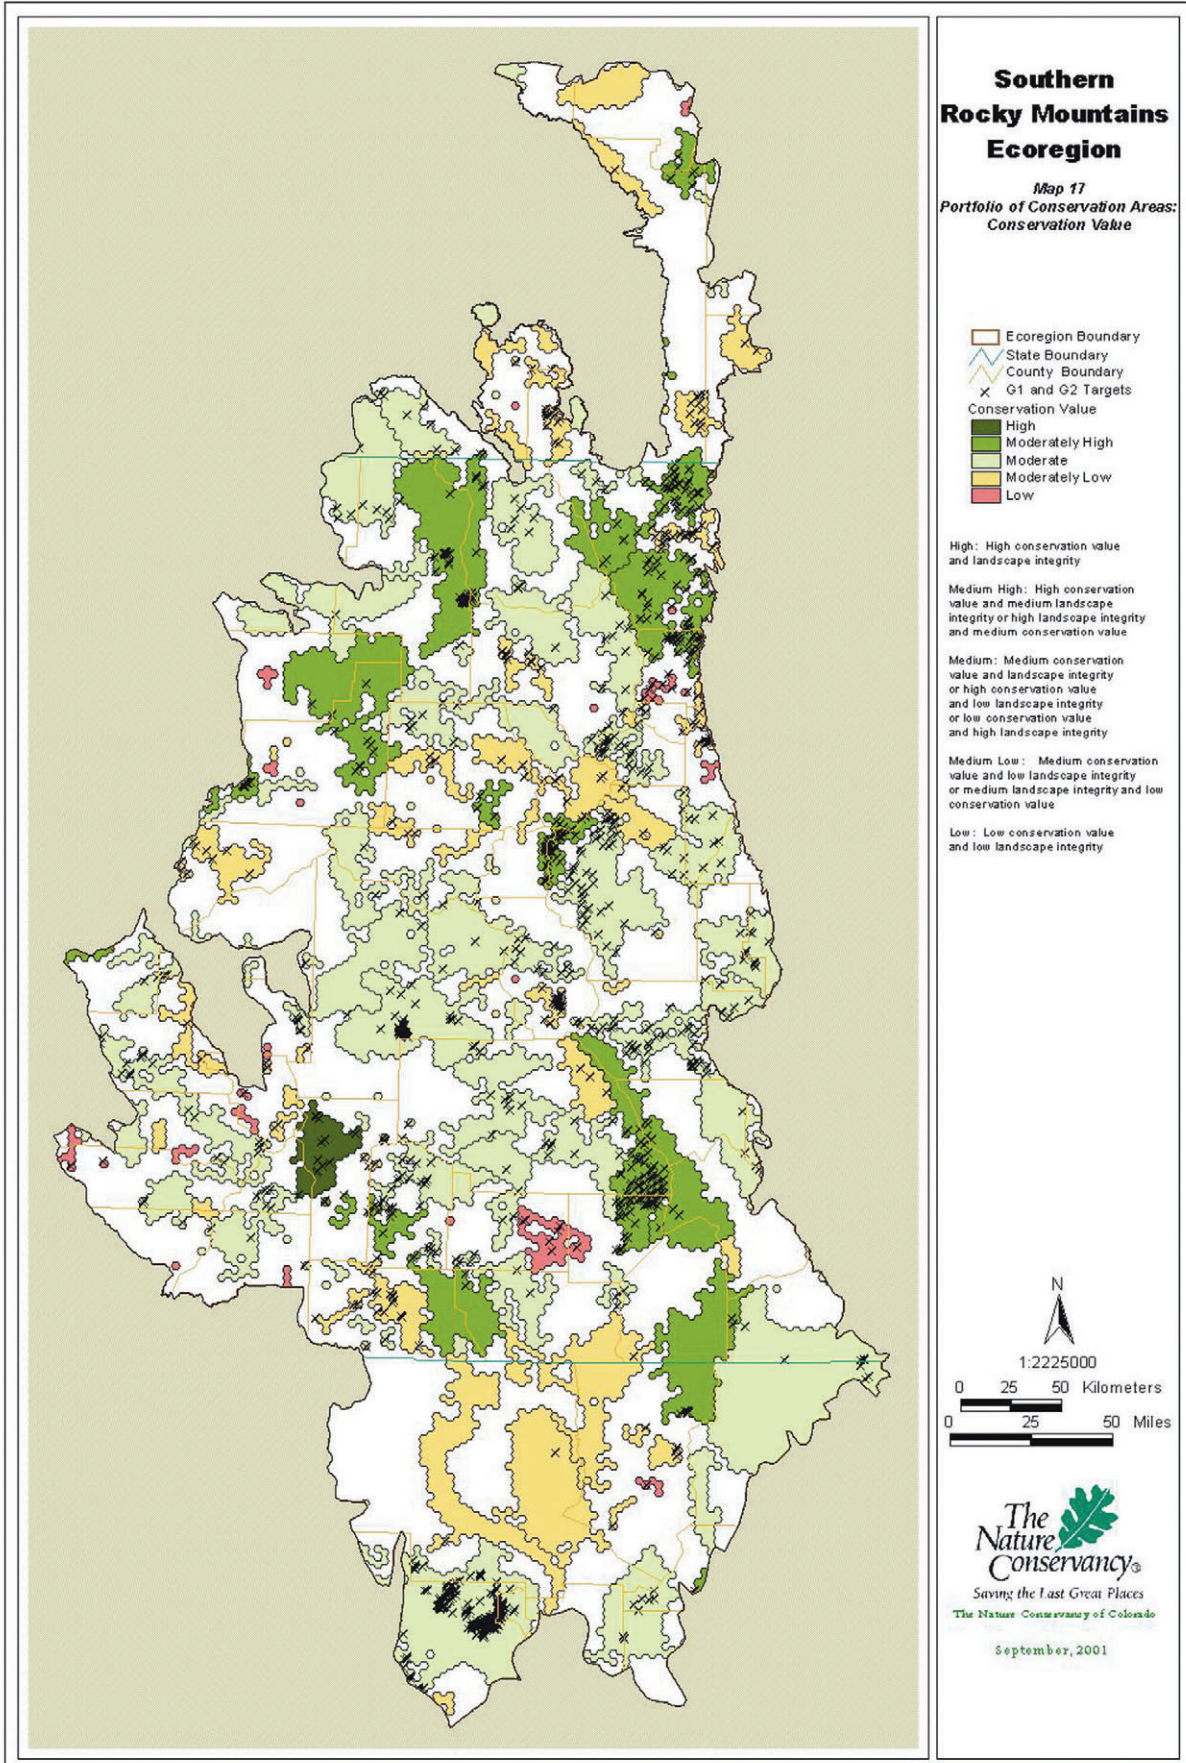 Southern
Rocky Mountains
Ecoregion
Map 17
Portfolio of Conservation Areas:
Conservation Value
Ecoregion Boundary
State Boundary
County Boundary
G1 and G2 Targets
Conservation Value
High
Moderately High
Moderate
Moderately Low
Low
High: High conservation value
and landscape integrity
Medium High: High conservation
value and medium landscape
integrity or high landscape integrity
and medium conservation value
Medium: Medium conservation
value and landscape integrity
or high conservation value
and low landscape integrity
or low conservation value
and high landscape integrity
Medium Low: Medium conservation
value and low landscape integrity
or medium landscape integrity and low
conservation value
Low: Low conservation value
and low landscape integrity
N
1:2225000
0 25 50 Kilometers
0 25 50 Miles
The
Nature
Conservancy®
Saving the Last Great Places
The Nature Conservancy of Colorado
September, 2001